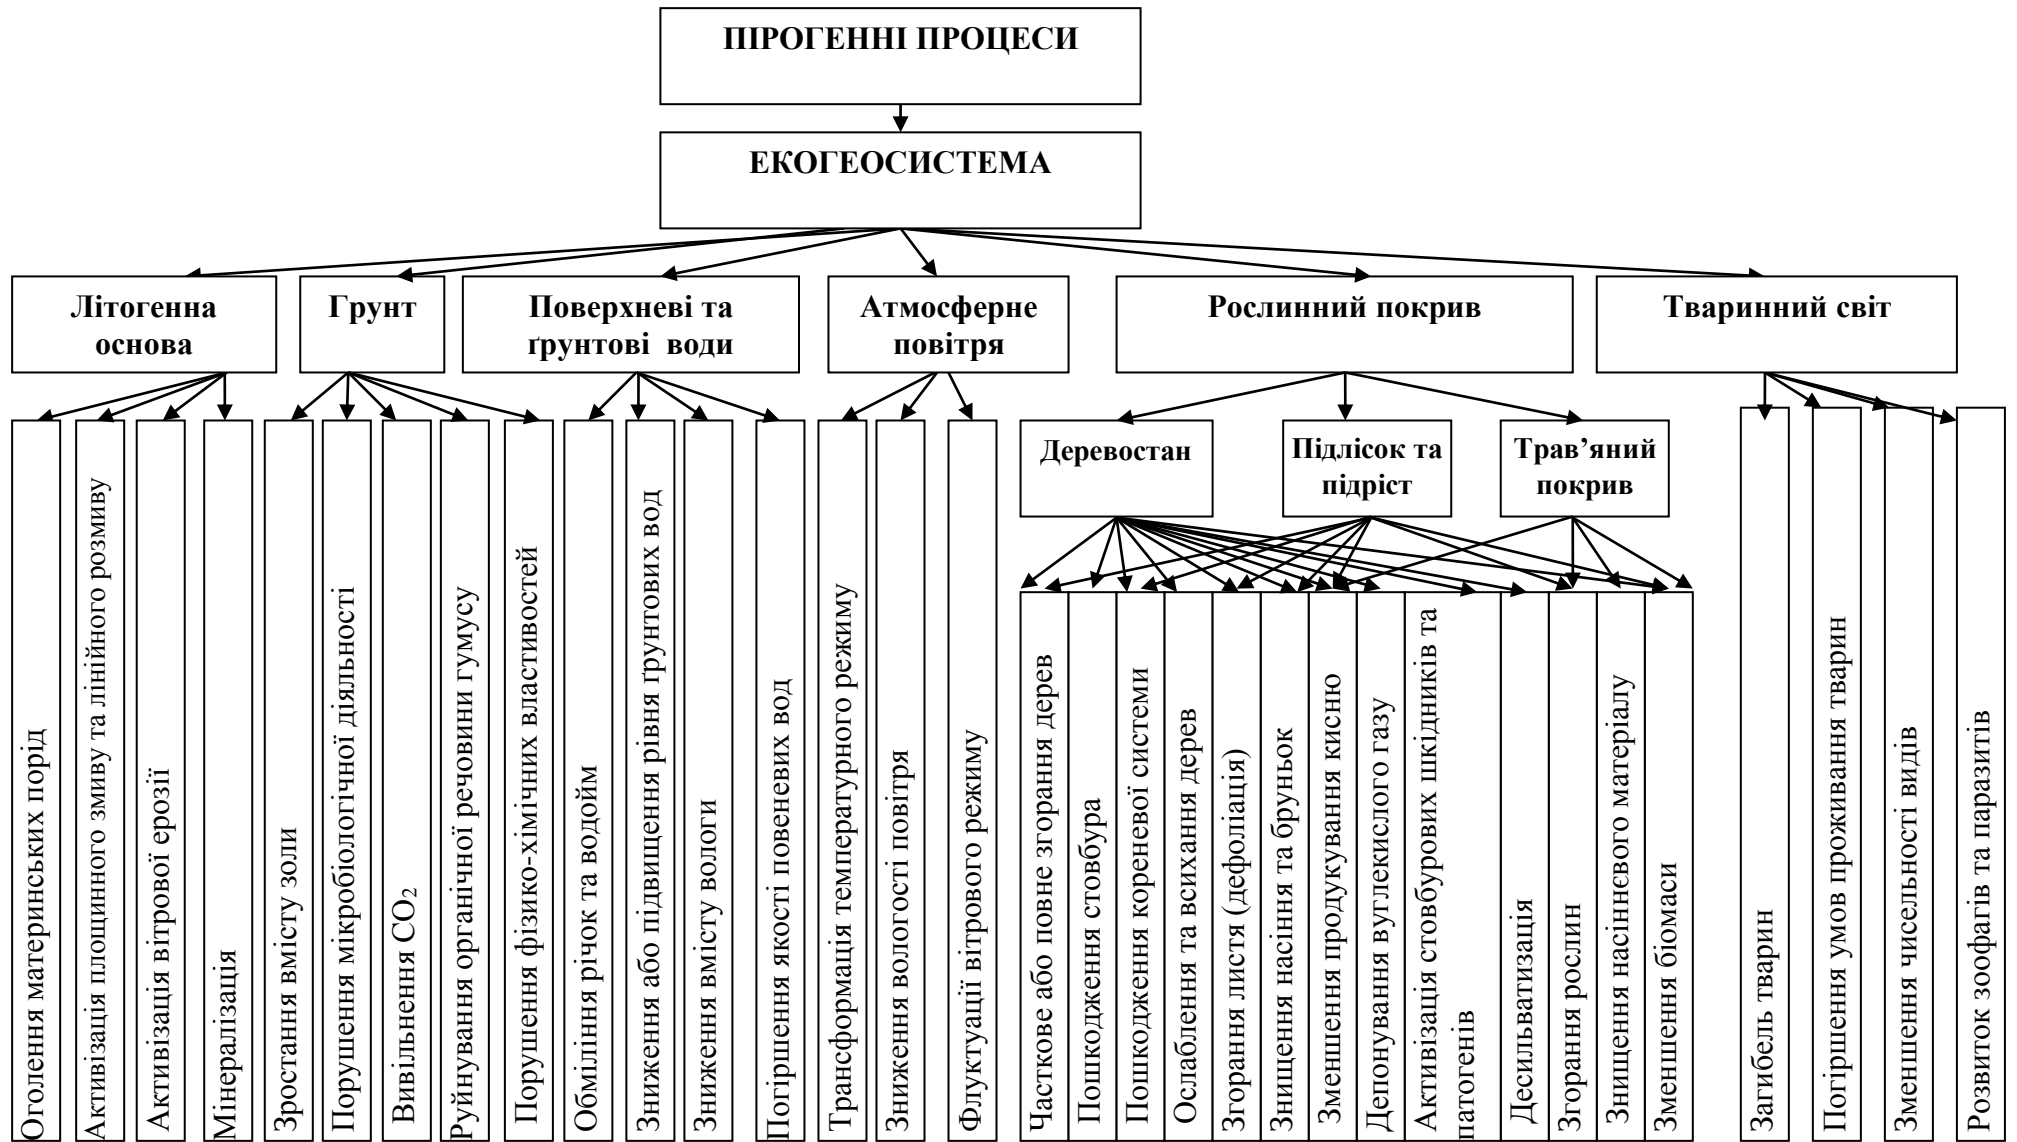 ПІРОГЕННІ ПРОЦЕСИ
ЕКОГЕОСИСТЕМА
Літогенна
основа
Грунт
Поверхневі та
ґрунтові води
Атмосферне
повітря
Рослинний покрив
Тваринний світ
Деревостан
Підлісок та
підріст
Трав’яний
покрив
Оголення материнських порід
Активізація площинного змиву та лінійного розмиву
Активізація вітрової ерозії
Мінералізація
Зростання вмісту золи
Порушення мікробіологічної діяльності
Вивільнення CO₂
Руйнування органічної речовини гумусу
Порушення фізико-хімічних властивостей
Обміління річок та водойм
Зниження або підвищення рівня ґрунтових вод
Зниження вмісту вологи
Погіршення якості повеневих вод
Трансформація температурного режиму
Зниження вологості повітря
Флуктуації вітрового режиму
Часткове або повне згорання дерев
Пошкодження стовбура
Пошкодження кореневої системи
Ослаблення та всихання дерев
Згорання листя (дефоліація)
Знищення насіння та бруньок
Зменшення продукування кисню
Депонування вуглекислого газу
Активізація стовбурових шкідників та
патогенів
Десильватизація
Згорання рослин
Знищення насіннєвого матеріалу
Зменшення біомаси
Загибель тварин
Погіршення умов проживання тварин
Зменшення чисельності видів
Розвиток зоофагів та паразитів